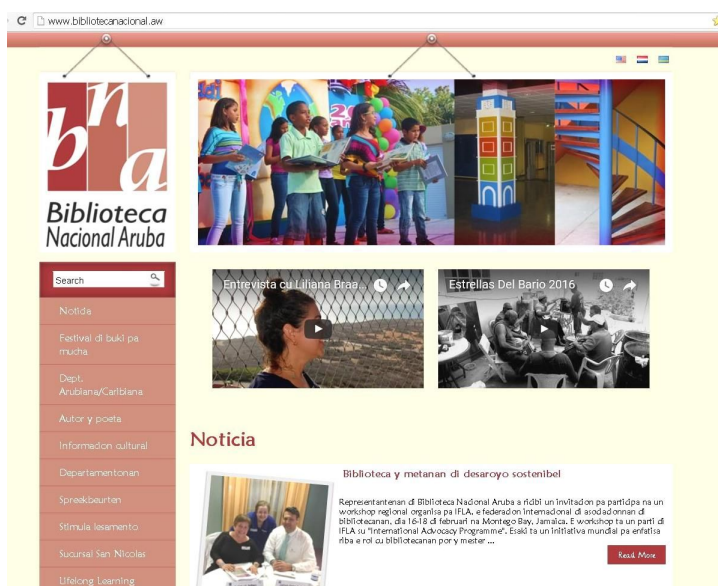 www.bibliotecanacional.aw
bna
Biblioteca
Nacional Aruba
Search
Noticia
Festival di buki pa
mucha
Dept.
Arubiana/Caribiana
Autor y poeta
Informacion cultural
Departamentonan
Spreekbeurten
Stimula lesamento
Sucursal San Nicolas
Lifelong Learning
Entrevista cu Liliana Braa...
Estrellas Del Bario 2016
Noticia
Biblioteca y metanan di desaroyo sostenibel
Representantenan di Biblioteca Nacional Aruba a ricibi un invitacion pa participa na un
workshop regional organisa pa IFLA, e federacion internacional di asociacionnan di
bibliotecanan, dia 16-18 di februari na Montego Bay, Jamaica. E workshop ta un parti di
IFLA su "International Advocacy Programme". Esaki ta un initiativa mundial pa enfatisa
riba e rol cu bibliotecanan por y mester ...
Read More